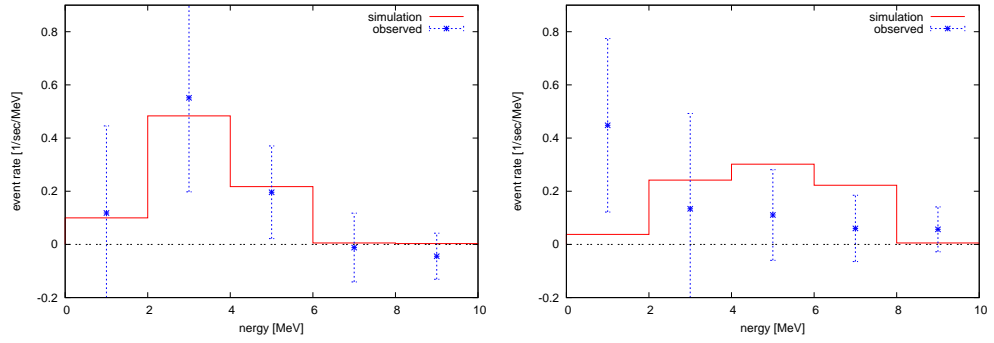 simulation
observed
event rate [1/sec/MeV]
0.8
0.6
0.4
0.2
0
-0.2
0 2 4 6 8 10
nergy [MeV]
simulation
observed
event rate [1/sec/MeV]
0.8
0.6
0.4
0.2
0
-0.2
0 2 4 6 8 10
nergy [MeV]